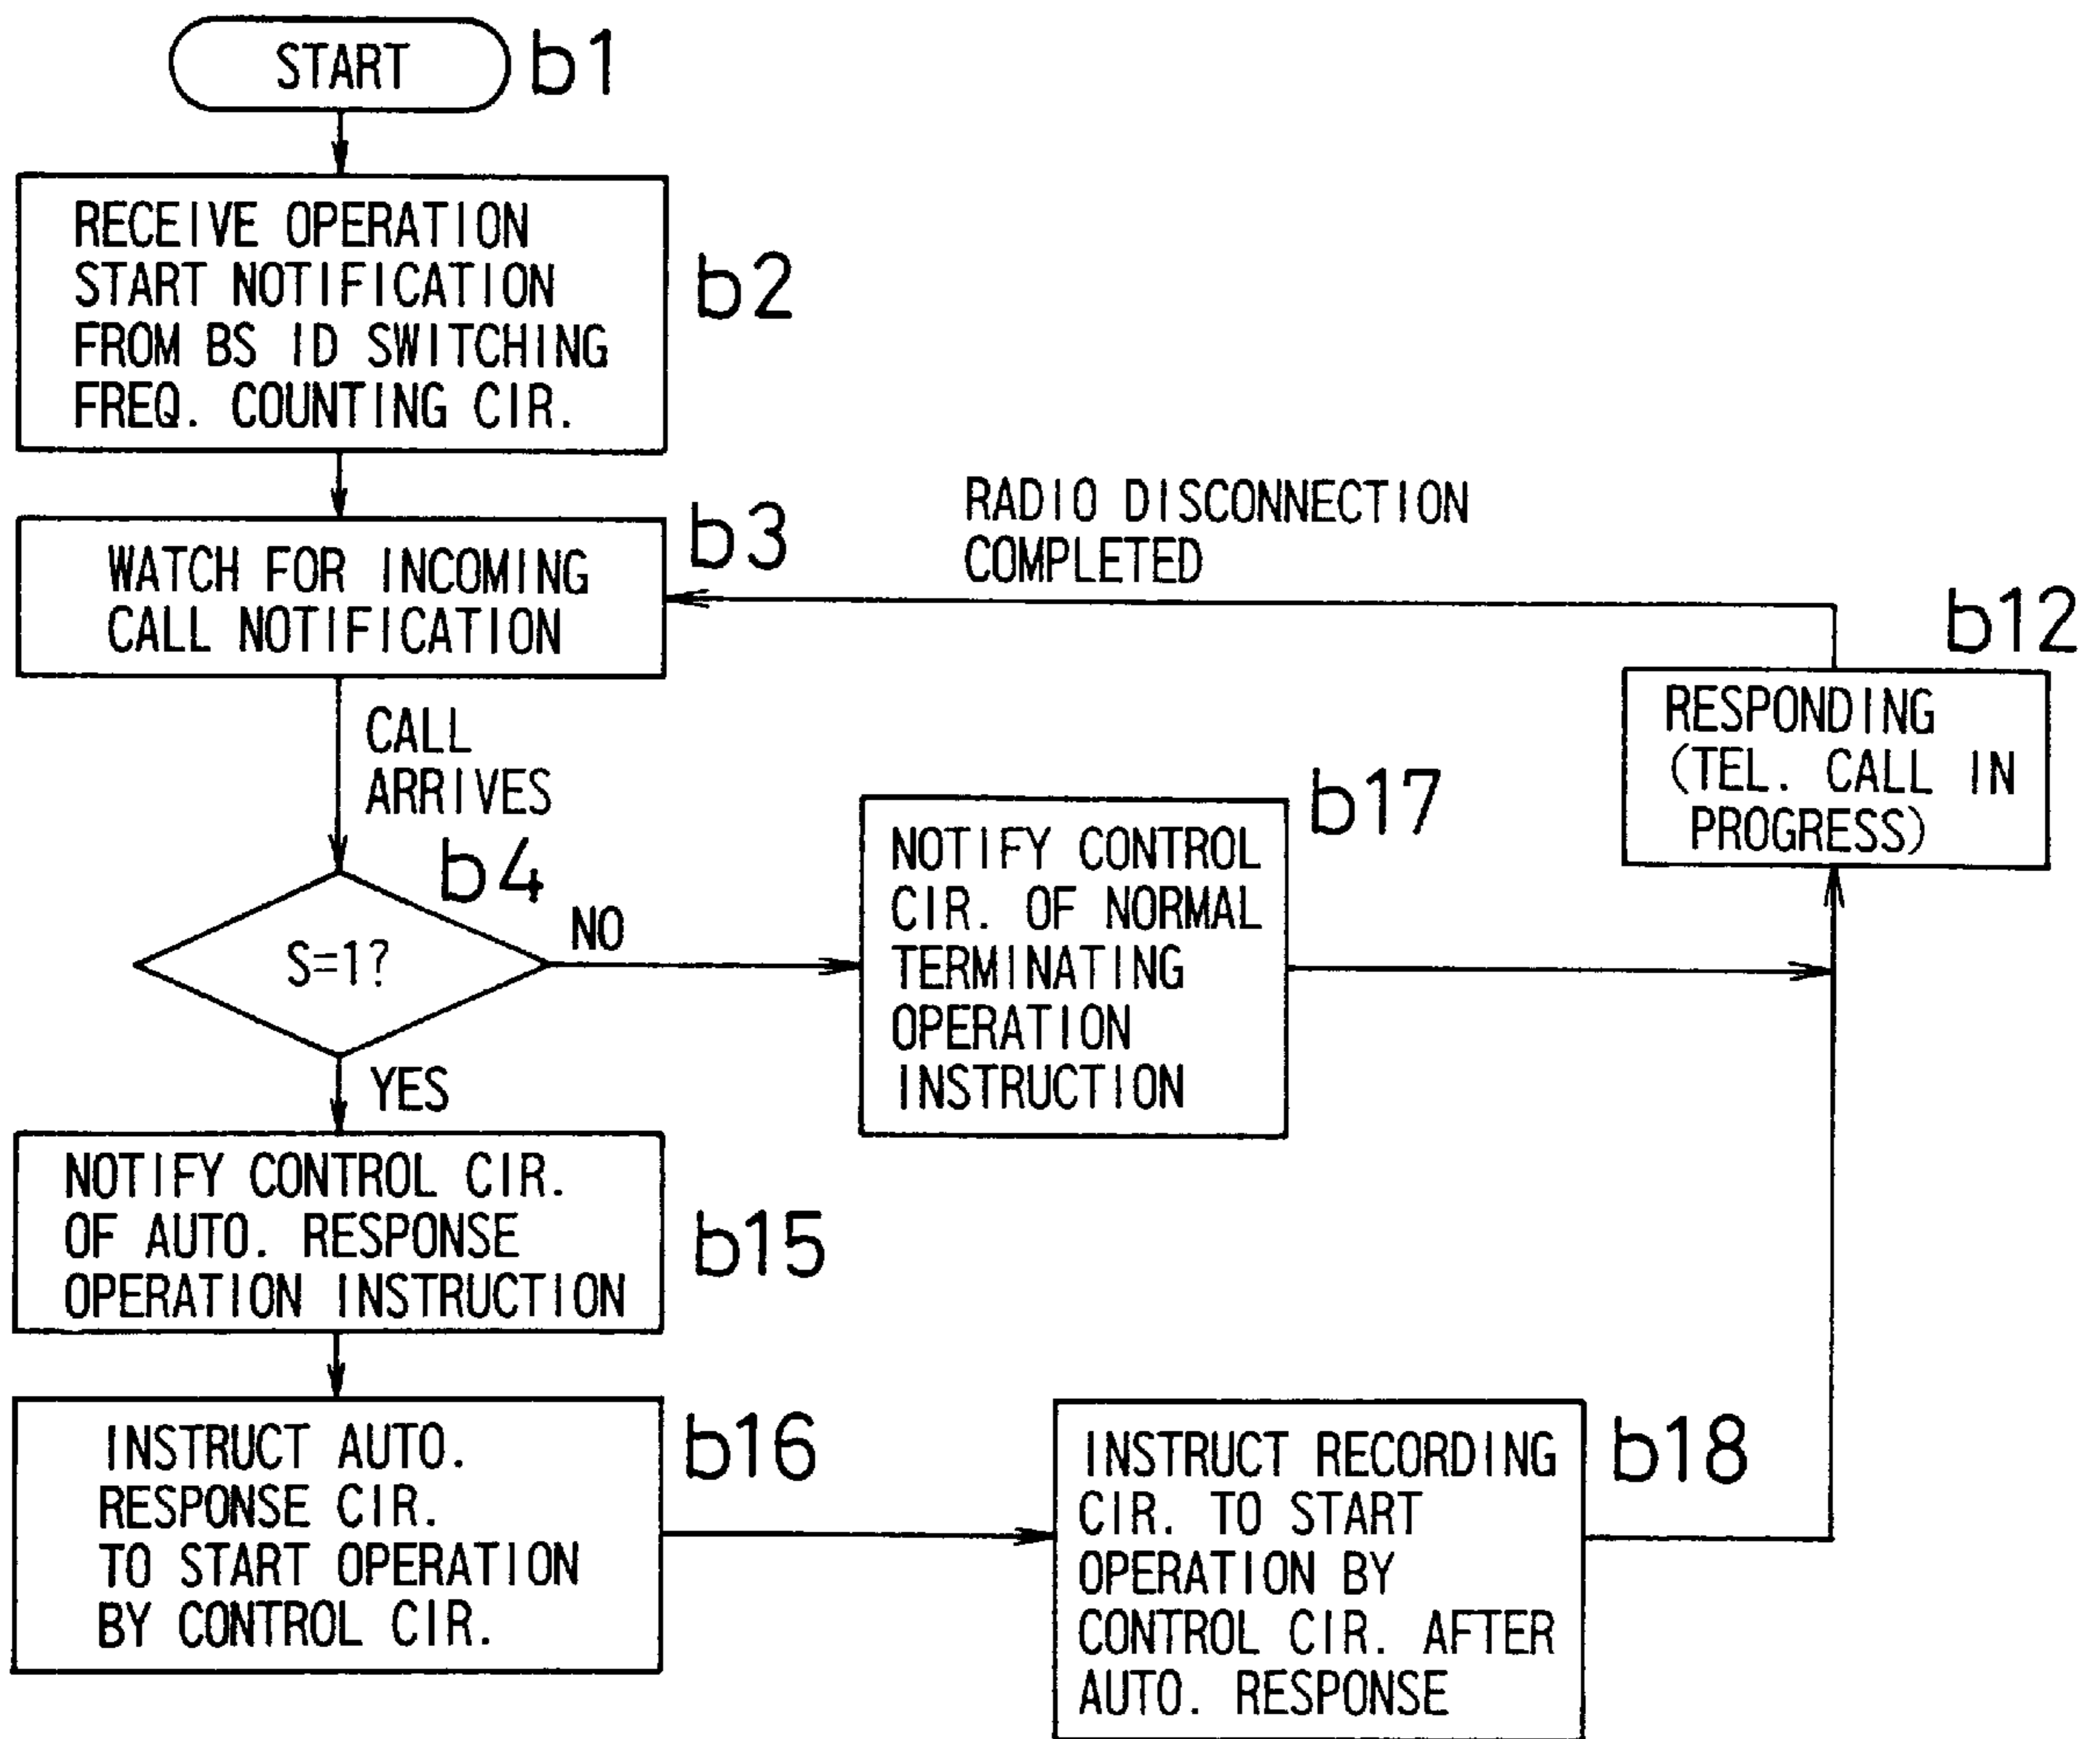 START
b1
RECEIVE OPERATION
START NOTIFICATION
FROM BS ID SWITCHING
FREQ. COUNTING CIR.
b2
WATCH FOR INCOMING
CALL NOTIFICATION
b3
RADIO DISCONNECTION
COMPLETED
b12
RESPONDING
(TEL. CALL IN
PROGRESS)
CALL
ARRIVES
b4
S=1?
NO
b17
NOTIFY CONTROL
CIR. OF NORMAL
TERMINATING
OPERATION
INSTRUCTION
YES
NOTIFY CONTROL CIR.
OF AUTO. RESPONSE
OPERATION INSTRUCTION
b15
INSTRUCT AUTO.
RESPONSE CIR.
TO START OPERATION
BY CONTROL CIR.
b16
INSTRUCT RECORDING
CIR. TO START
OPERATION BY
CONTROL CIR. AFTER
AUTO. RESPONSE
b18